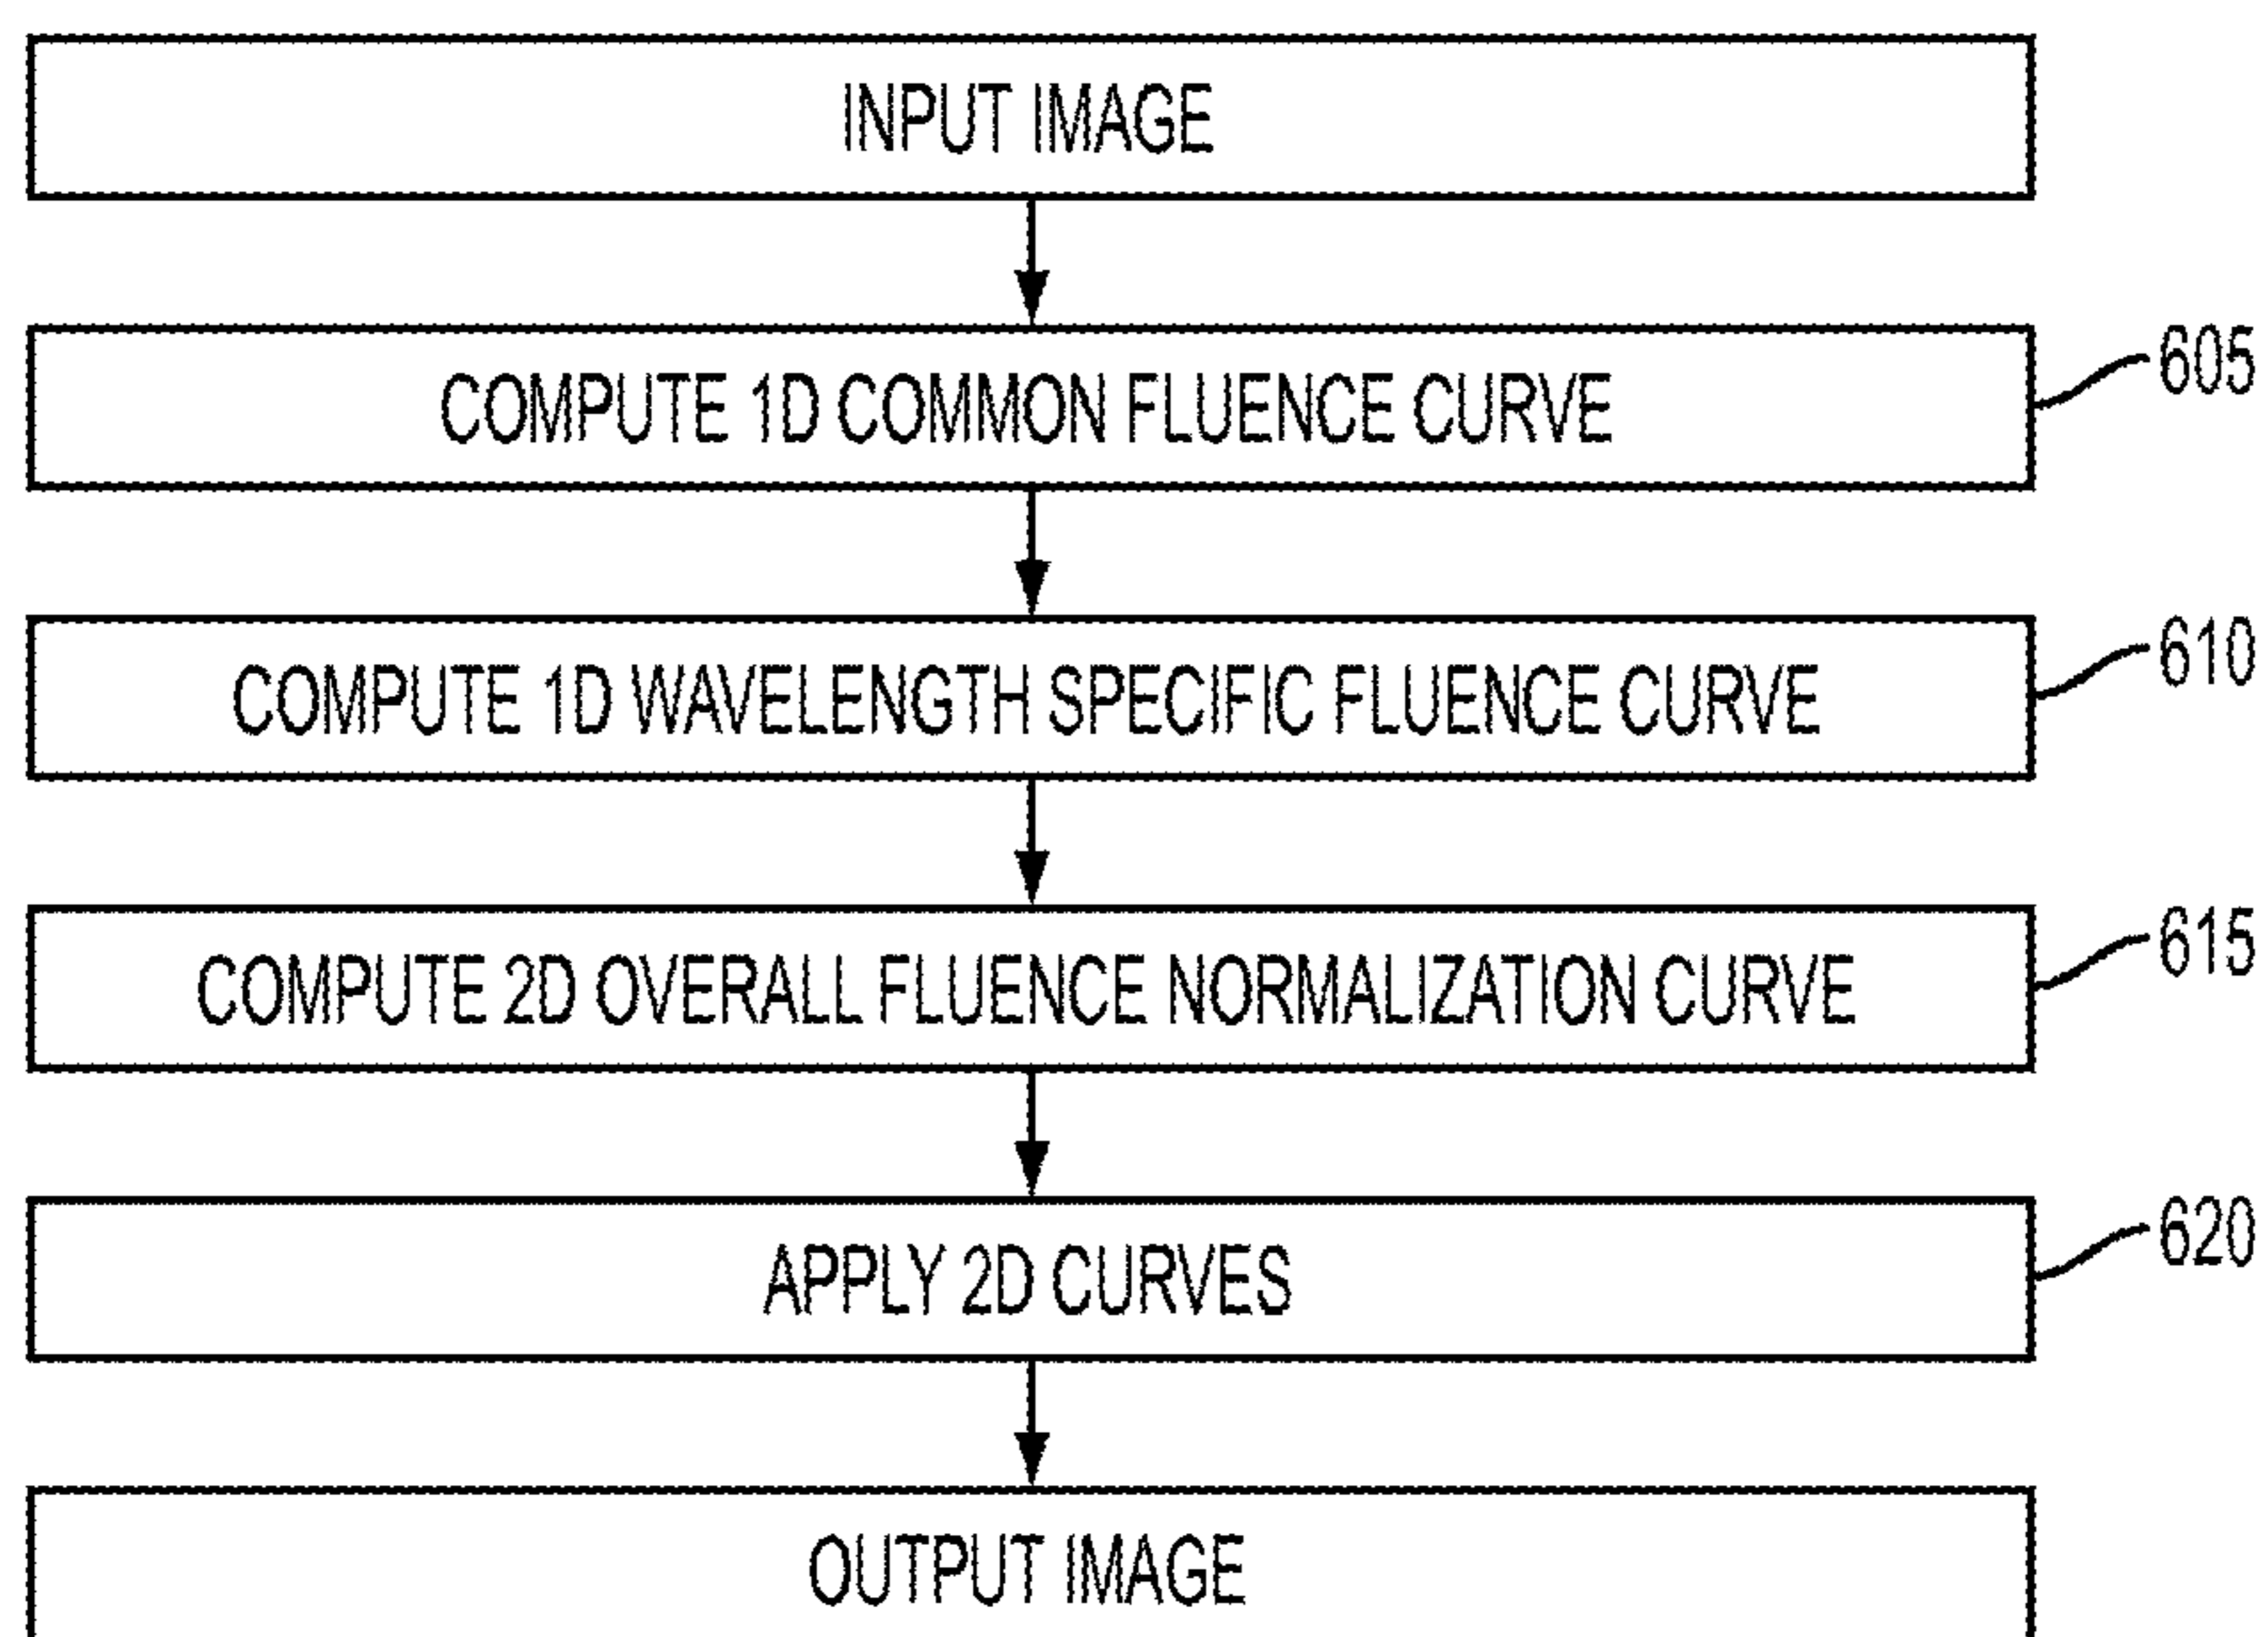 INPUT IMAGE
COMPUTE 1D COMMON FLUENCE CURVE
605
COMPUTE 1D WAVELENGTH SPECIFIC FLUENCE CURVE
610
COMPUTE 2D OVERALL FLUENCE NORMALIZATION CURVE
615
APPLY 2D CURVES
620
OUTPUT IMAGE